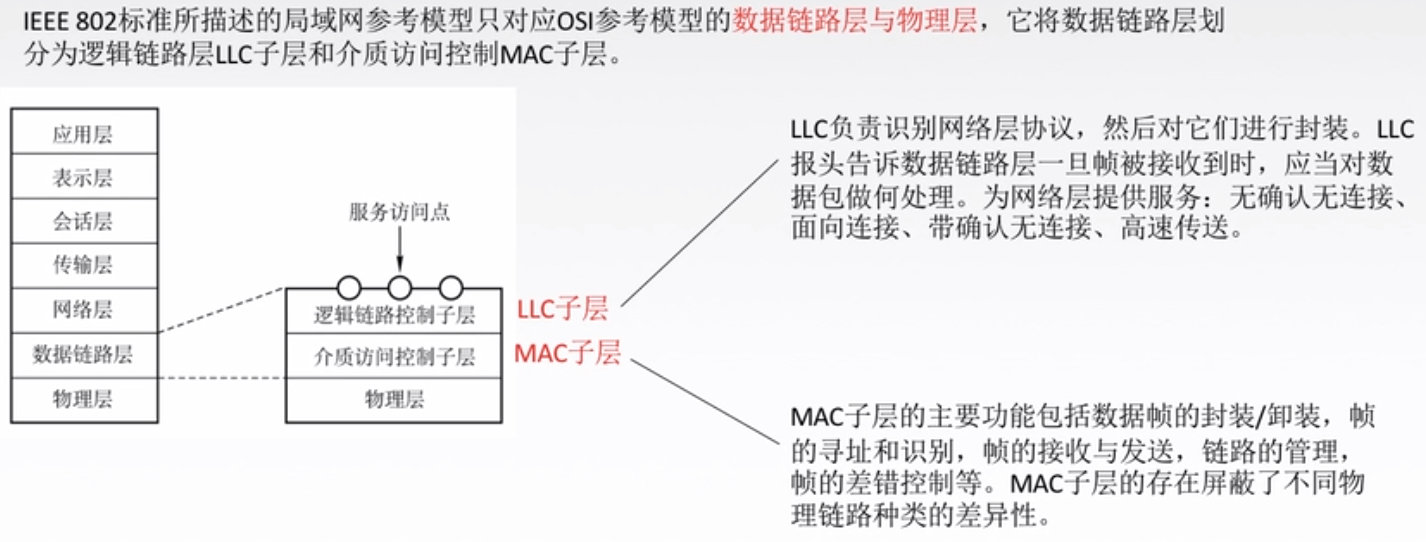 IEEE 802标准所描述的局域网参考模型只对应OSI参考模型的数据链路层与物理层，它将数据链路层划
分为逻辑链路层LLC子层和介质访问控制MAC子层。
应用层
表示层
会话层
传输层
网络层
数据链路层
物理层
服务访问点
逻辑链路控制子层
介质访问控制子层
物理层
LLC子层
MAC子层
LLC负责识别网络层协议，然后对它们进行封装。LLC
报头告诉数据链路层一旦帧被接收到时，应当对数
据包做何处理。为网络层提供服务：无确认无连接、
面向连接、带确认无连接、高速传送。
MAC子层的主要功能包括数据帧的封装/卸装，帧
的寻址和识别，帧的接收与发送，链路的管理，
帧的差错控制等。MAC子层的存在屏蔽了不同物
理链路种类的差异性。